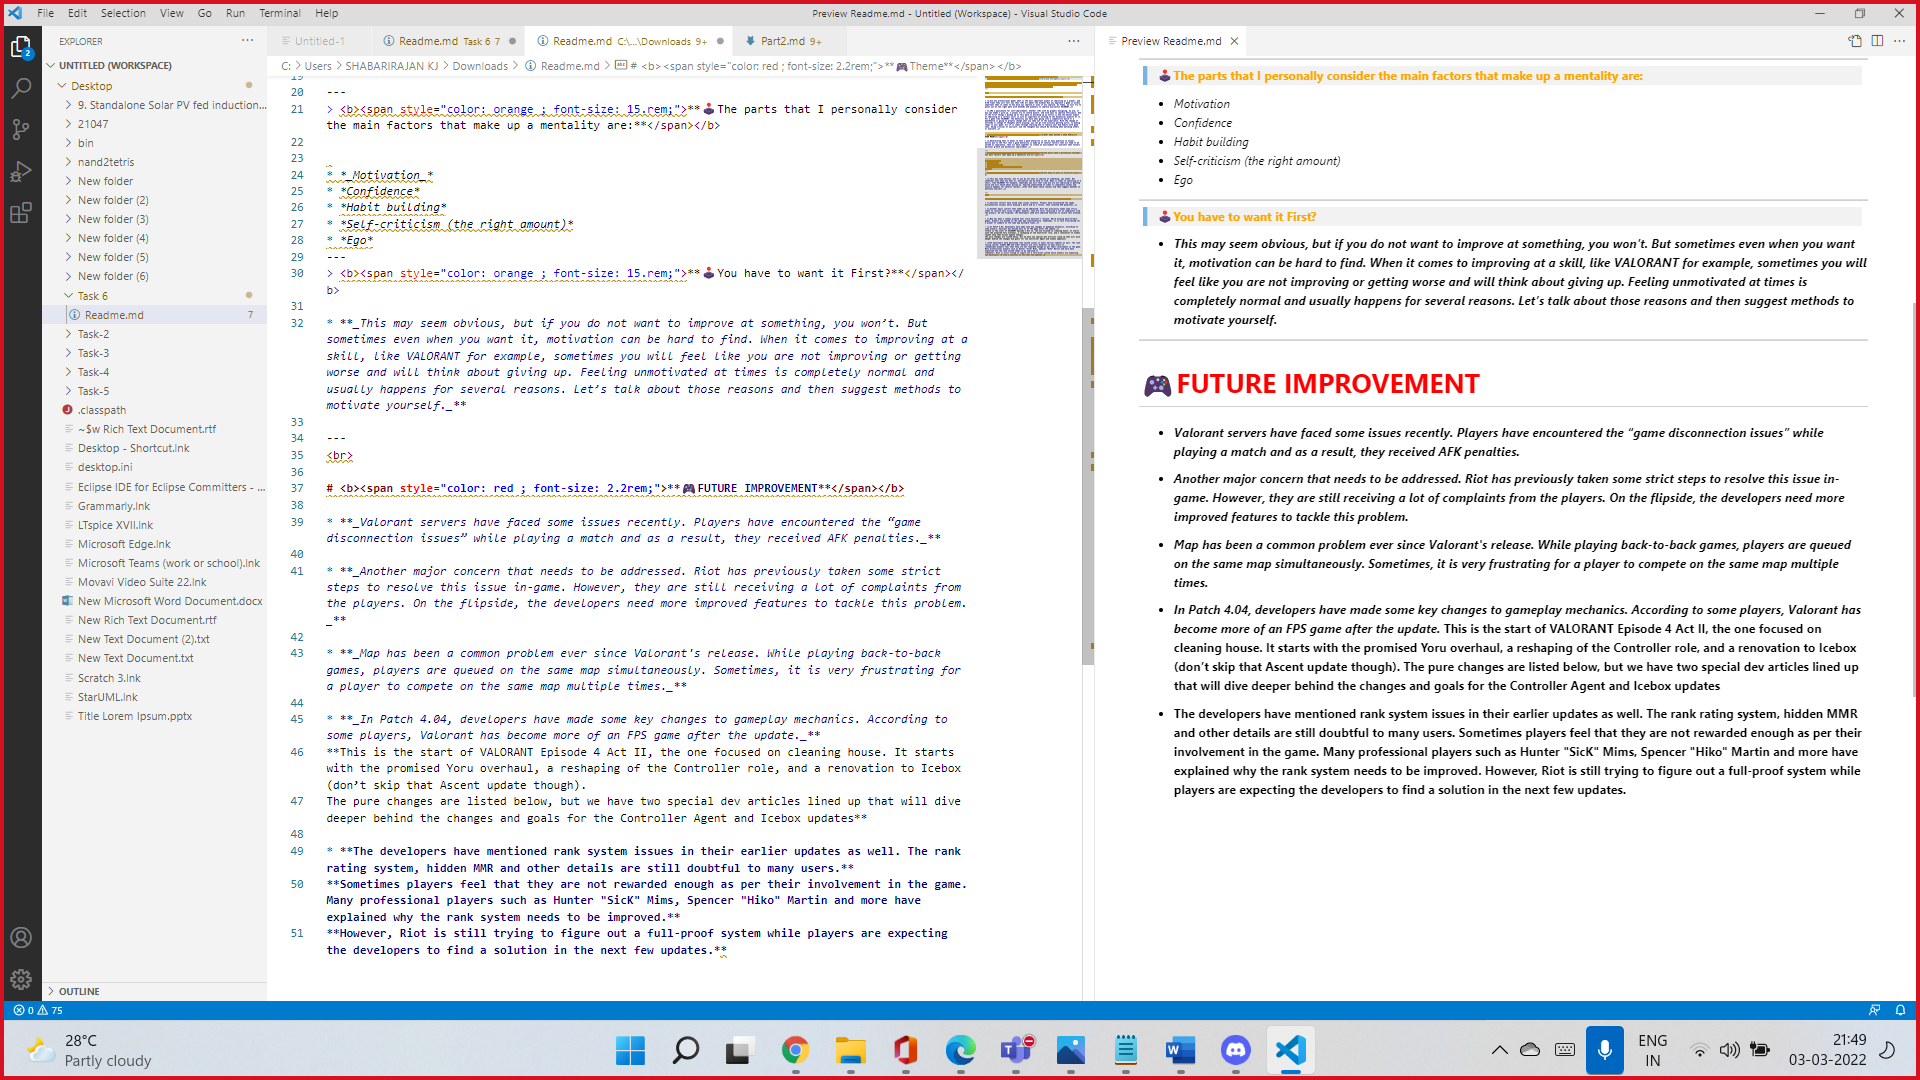 File Edit Selection View Go Run Terminal Help
Preview Readme.md - Untitled (Workspace) - Visual Studio Code
EXPLORER
UNTITLED (WORKSPACE)
Desktop
9. Standalone Solar PV fed induction...
21047
bin
nand2tetris
New folder
New folder (2)
New folder (3)
New folder (4)
New folder (5)
New folder (6)
Task 6
Readme.md 7
Task-2
Task-3
Task-4
Task-5
.classpath
~$w Rich Text Document.rtf
Desktop - Shortcut.lnk
desktop.ini
Eclipse IDE for Eclipse Committers - ...
Grammarly.lnk
LTspice XVII.lnk
Microsoft Edge.lnk
Microsoft Teams (work or school).lnk
Movavi Video Suite 22.lnk
New Microsoft Word Document.docx
New Rich Text Document.rtf
New Text Document (2).txt
New Text Document.txt
Scratch 3.lnk
StarUML.lnk
Title Lorem Ipsum.pptx
OUTLINE
Untitled-1
Readme.md Task 6 7
Readme.md C:\...\Downloads 9+
Part2.md 9+
C: > Users > SHABARIRAJAN KJ > Downloads > Readme.md > # <b><span style="color: red ; font-size: 2.2rem;">**🎮Theme**</span></b>
19
20 ---
21 > <b><span style="color: orange ; font-size: 15.rem;">**🕹️The parts that I personally consider
the main factors that make up a mentality are:**</span></b>
22
23
24 * *_Motivation_*
25 * *Confidence*
26 * *Habit building*
27 * *Self-criticism (the right amount)*
28 * *Ego*
29 ---
30 > <b><span style="color: orange ; font-size: 15.rem;">**🕹️You have to want it First?**</span></
b>
31
32 * **_This may seem obvious, but if you do not want to improve at something, you won’t. But
sometimes even when you want it, motivation can be hard to find. When it comes to improving at a
skill, like VALORANT for example, sometimes you will feel like you are not improving or getting
worse and will think about giving up. Feeling unmotivated at times is completely normal and
usually happens for several reasons. Let’s talk about those reasons and then suggest methods to
motivate yourself._**
33
34 ---
35 <br>
36
37 # <b><span style="color: red ; font-size: 2.2rem;">**🎮FUTURE IMPROVEMENT**</span></b>
38
39 * **_Valorant servers have faced some issues recently. Players have encountered the “game
disconnection issues” while playing a match and as a result, they received AFK penalties._**
40
41 * **_Another major concern that needs to be addressed. Riot has previously taken some strict
steps to resolve this issue in-game. However, they are still receiving a lot of complaints from
the players. On the flipside, the developers need more improved features to tackle this problem.
_**
42
43 * **_Map has been a common problem ever since Valorant's release. While playing back-to-back
games, players are queued on the same map simultaneously. Sometimes, it is very frustrating for
a player to compete on the same map multiple times._**
44
45 * **_In Patch 4.04, developers have made some key changes to gameplay mechanics. According to
some players, Valorant has become more of an FPS game after the update._**
46 **This is the start of VALORANT Episode 4 Act II, the one focused on cleaning house. It starts
with the promised Yoru overhaul, a reshaping of the Controller role, and a renovation to Icebox
(don’t skip that Ascent update though).
47 The pure changes are listed below, but we have two special dev articles lined up that will dive
deeper behind the changes and goals for the Controller Agent and Icebox updates**
48
49 * **The developers have mentioned rank system issues in their earlier updates as well. The rank
rating system, hidden MMR and other details are still doubtful to many users.**
50 **Sometimes players feel that they are not rewarded enough as per their involvement in the game.
Many professional players such as Hunter "SicK" Mims, Spencer "Hiko" Martin and more have
explained why the rank system needs to be improved.**
51 **However, Riot is still trying to figure out a full-proof system while players are expecting
the developers to find a solution in the next few updates.**
Preview Readme.md
🕹️The parts that I personally consider the main factors that make up a mentality are:
• Motivation
• Confidence
• Habit building
• Self-criticism (the right amount)
• Ego
🕹️You have to want it First?
• This may seem obvious, but if you do not want to improve at something, you won't. But sometimes even when you want
it, motivation can be hard to find. When it comes to improving at a skill, like VALORANT for example, sometimes you will
feel like you are not improving or getting worse and will think about giving up. Feeling unmotivated at times is
completely normal and usually happens for several reasons. Let's talk about those reasons and then suggest methods to
motivate yourself.
🎮FUTURE IMPROVEMENT
• Valorant servers have faced some issues recently. Players have encountered the “game disconnection issues” while
playing a match and as a result, they received AFK penalties.
• Another major concern that needs to be addressed. Riot has previously taken some strict steps to resolve this issue in-
game. However, they are still receiving a lot of complaints from the players. On the flipside, the developers need more
improved features to tackle this problem.
• Map has been a common problem ever since Valorant's release. While playing back-to-back games, players are queued
on the same map simultaneously. Sometimes, it is very frustrating for a player to compete on the same map multiple
times.
• In Patch 4.04, developers have made some key changes to gameplay mechanics. According to some players, Valorant has
become more of an FPS game after the update. This is the start of VALORANT Episode 4 Act II, the one focused on
cleaning house. It starts with the promised Yoru overhaul, a reshaping of the Controller role, and a renovation to Icebox
(don't skip that Ascent update though). The pure changes are listed below, but we have two special dev articles lined up
that will dive deeper behind the changes and goals for the Controller Agent and Icebox updates
• The developers have mentioned rank system issues in their earlier updates as well. The rank rating system, hidden MMR
and other details are still doubtful to many users. Sometimes players feel that they are not rewarded enough as per their
involvement in the game. Many professional players such as Hunter "SicK" Mims, Spencer "Hiko" Martin and more have
explained why the rank system needs to be improved. However, Riot is still trying to figure out a full-proof system while
players are expecting the developers to find a solution in the next few updates.
0 75
28°C
Partly cloudy
ENG
IN
21:49
03-03-2022